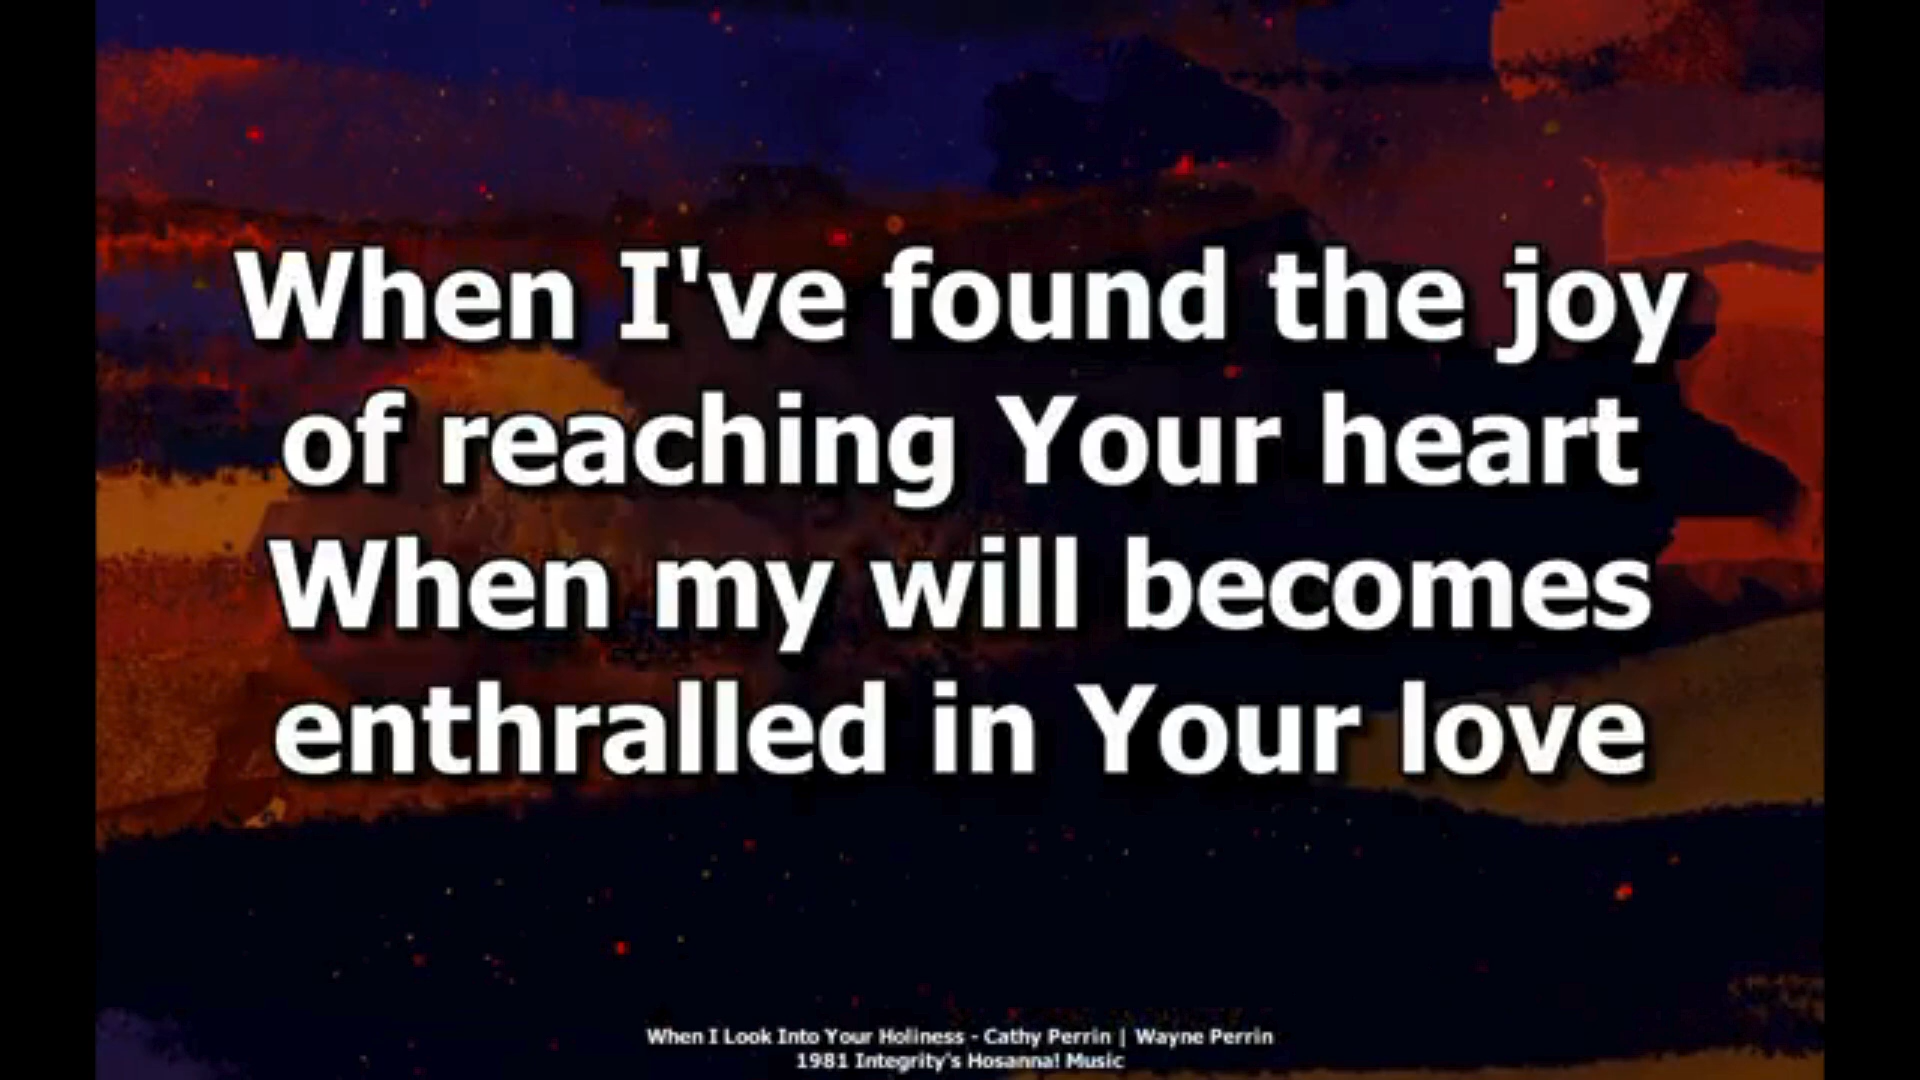 When I've found the joy
of reaching Your heart
When my will becomes
enthralled in Your love
When I Look Into Your Holiness - Cathy Perrin | Wayne Perrin
1981 Integrity's Hosanna! Music